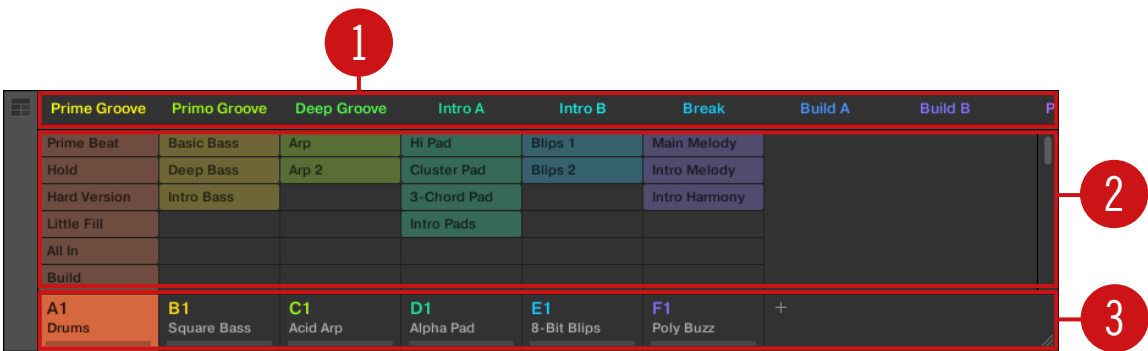 1
Prime Groove Primo Groove Deep Groove Intro A Intro B Break Build A Build B P
Prime Beat Basic Bass Arp Hi Pad Blips 1 Main Melody
Hold Deep Bass Arp 2 Cluster Pad Blips 2 Intro Melody
Hard Version Intro Bass 3-Chord Pad Intro Harmony
2
Little Fill Intro Pads
All In
Build
A1 B1 C1 D1 E1 F1 +
Drums Square Bass Acid Arp Alpha Pad 8-Bit Blips Poly Buzz
3